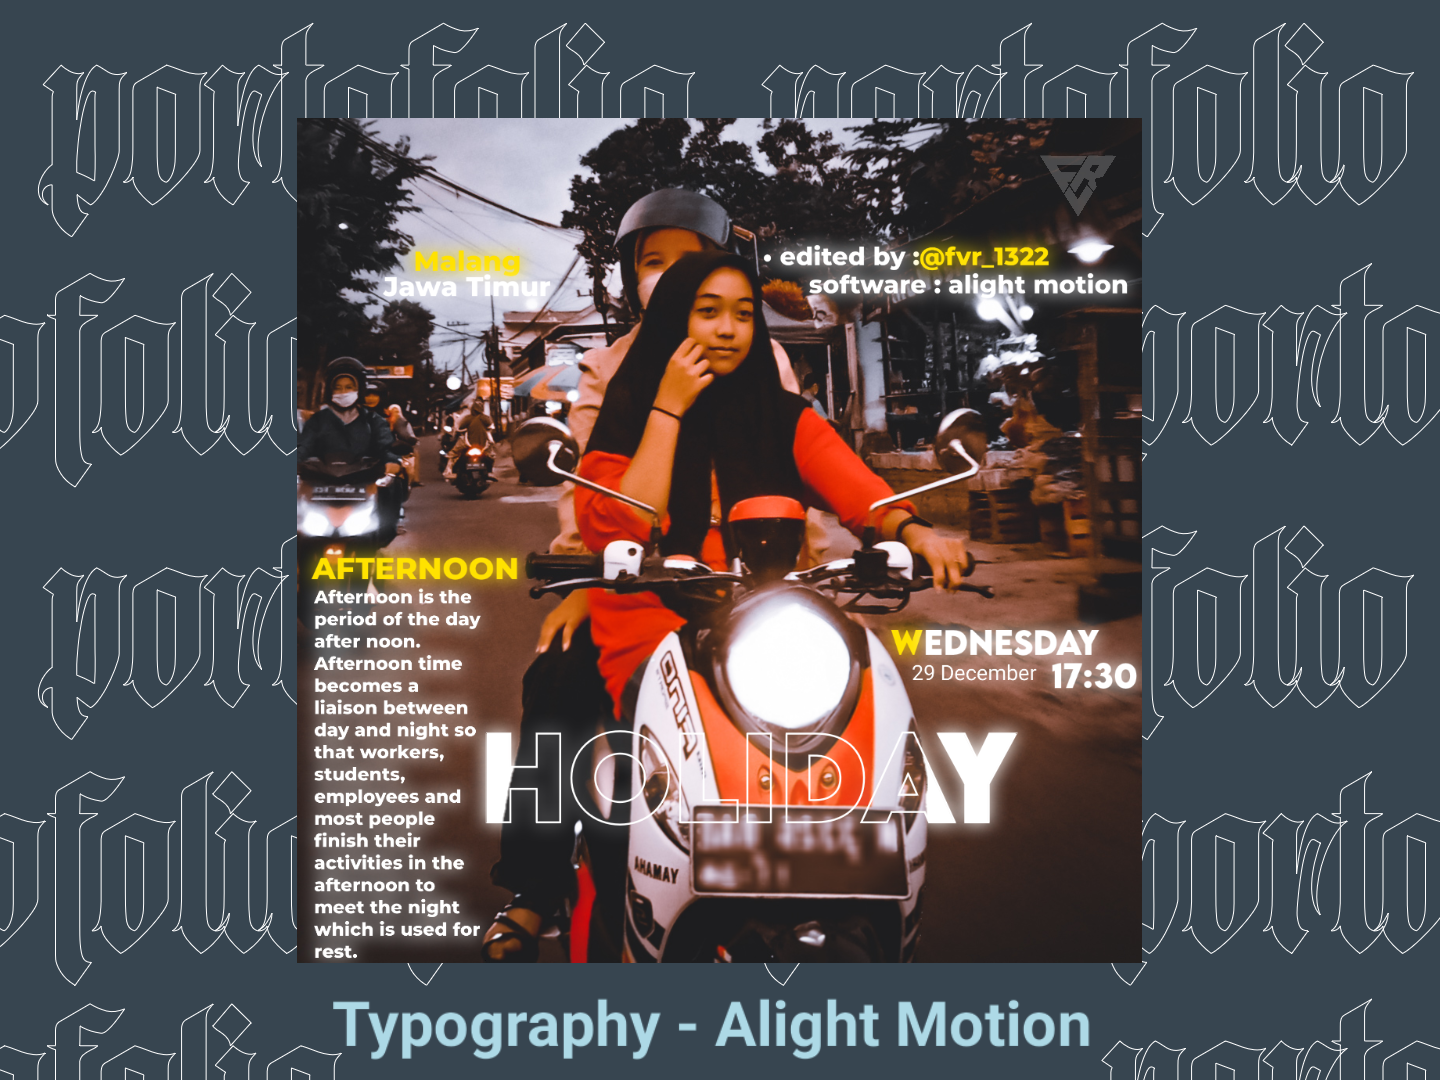 portofolio portofolio
Malang
Jawa Timur
• edited by :@fvr_1322
software : alight motion
AFTERNOON
Afternoon is the
period of the day
after noon.
Afternoon time
becomes a
liaison between
day and night so
that workers,
students,
employees and
most people
finish their
activities in the
afternoon to
meet the night
which is used for
rest.
WEDNESDAY
29 December 17:30
HOLIDAY
Typography - Alight Motion